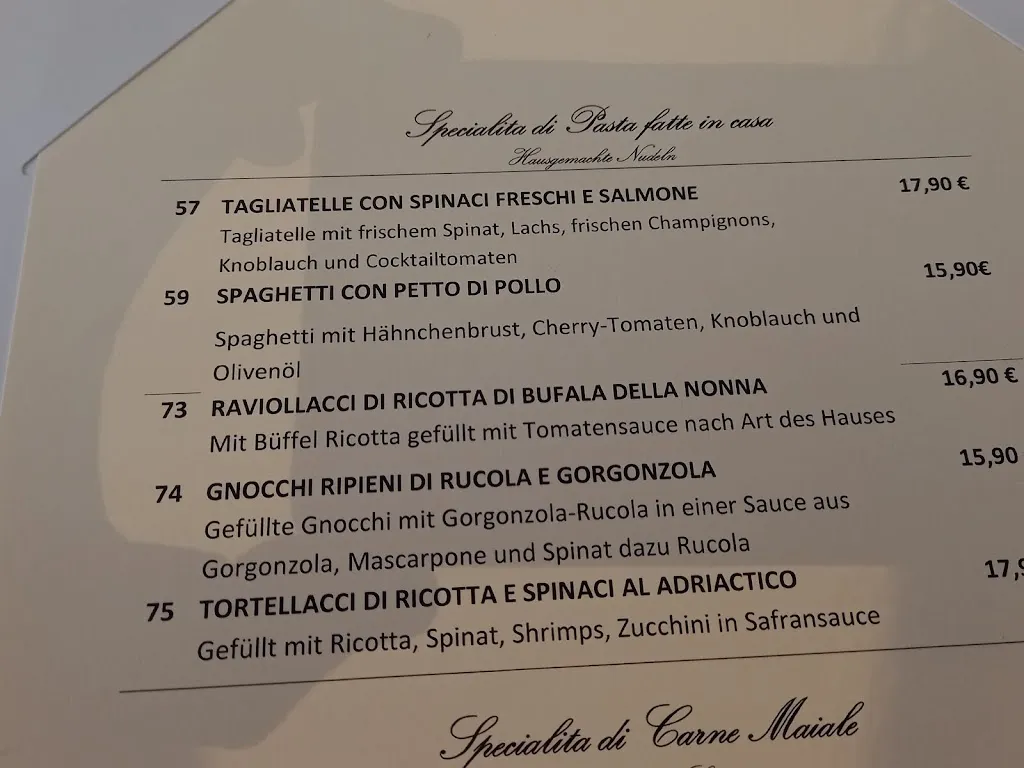 Specialita di Pasta fatte in casa
Hausgemachte Nudeln
57 TAGLIATELLE CON SPINACI FRESCHI E SALMONE 17,90 €
Tagliatelle mit frischem Spinat, Lachs, frischen Champignons,
Knoblauch und Cocktailtomaten
59 SPAGHETTI CON PETTO DI POLLO 15,90€
Spaghetti mit Hähnchenbrust, Cherry-Tomaten, Knoblauch und
Olivenöl
73 RAVIOLLACCI DI RICOTTA DI BUFALA DELLA NONNA 16,90 €
Mit Büffel Ricotta gefüllt mit Tomatensauce nach Art des Hauses
74 GNOCCHI RIPIENI DI RUCOLA E GORGONZOLA 15,90
Gefüllte Gnocchi mit Gorgonzola-Rucola in einer Sauce aus
Gorgonzola, Mascarpone und Spinat dazu Rucola
75 TORTELLACCI DI RICOTTA E SPINACI AL ADRIACTICO 17,9
Gefüllt mit Ricotta, Spinat, Shrimps, Zucchini in Safransauce
Specialita di Carne Maiale